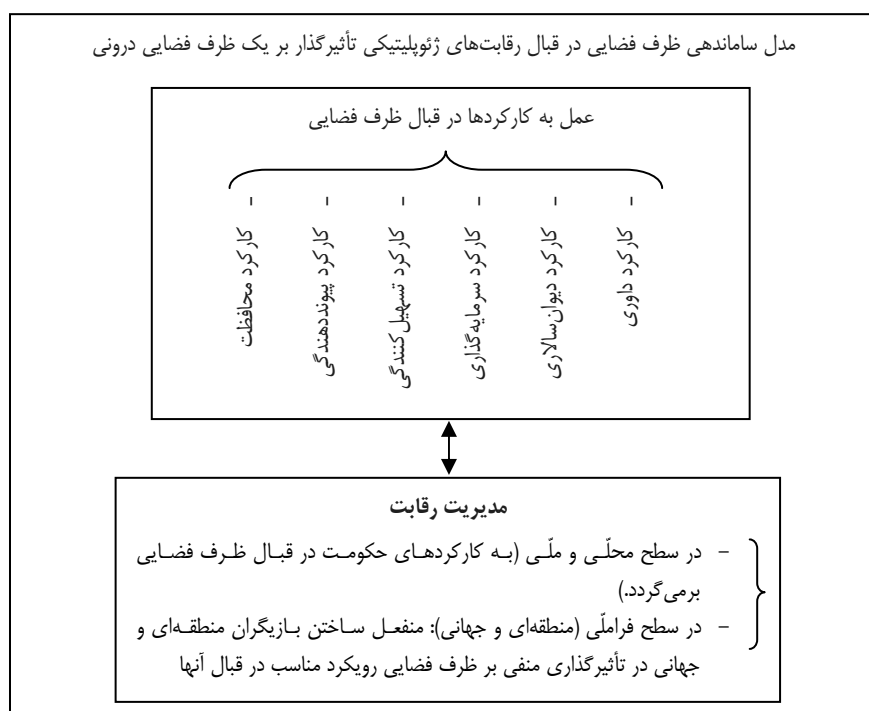 مدل ساماندهی ظرف فضایی در قبال رقابت‌های ژئوپلیتیکی تأثیرگذار بر یک ظرف فضایی درونی
عمل به کارکردها در قبال ظرف فضایی
- کارکرد داوری
- کارکرد دیوان‌سالاری
- کارکرد سرمایه‌گذاری
- کارکرد تسهیل‌کنندگی
- کارکرد پیونددهندگی
- کارکرد محافظت
مدیریت رقابت
- در سطح محلّی و ملّی (به کارکردهای حکومت در قبال ظرف فضایی
برمی‌گردد.)
- در سطح فراملّی (منطقه‌ای و جهانی): منفعل ساختن بازیگران منطقه‌ای و
جهانی در تأثیرگذاری منفی بر ظرف فضایی رویکرد مناسب در قبال آنها